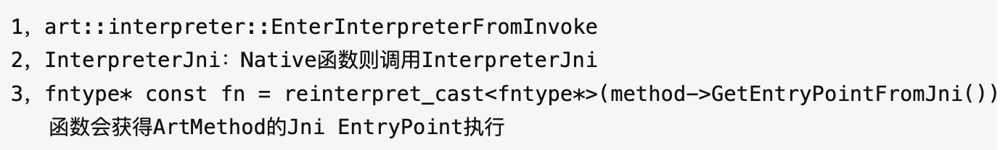 1, art::interpreter::EnterInterpreterFromInvoke
2, InterpreterJni：Native函数则调用InterpreterJni
3, fntype* const fn = reinterpret_cast<fntype*>(method->GetEntryPointFromJni())
函数会获得ArtMethod的Jni EntryPoint执行